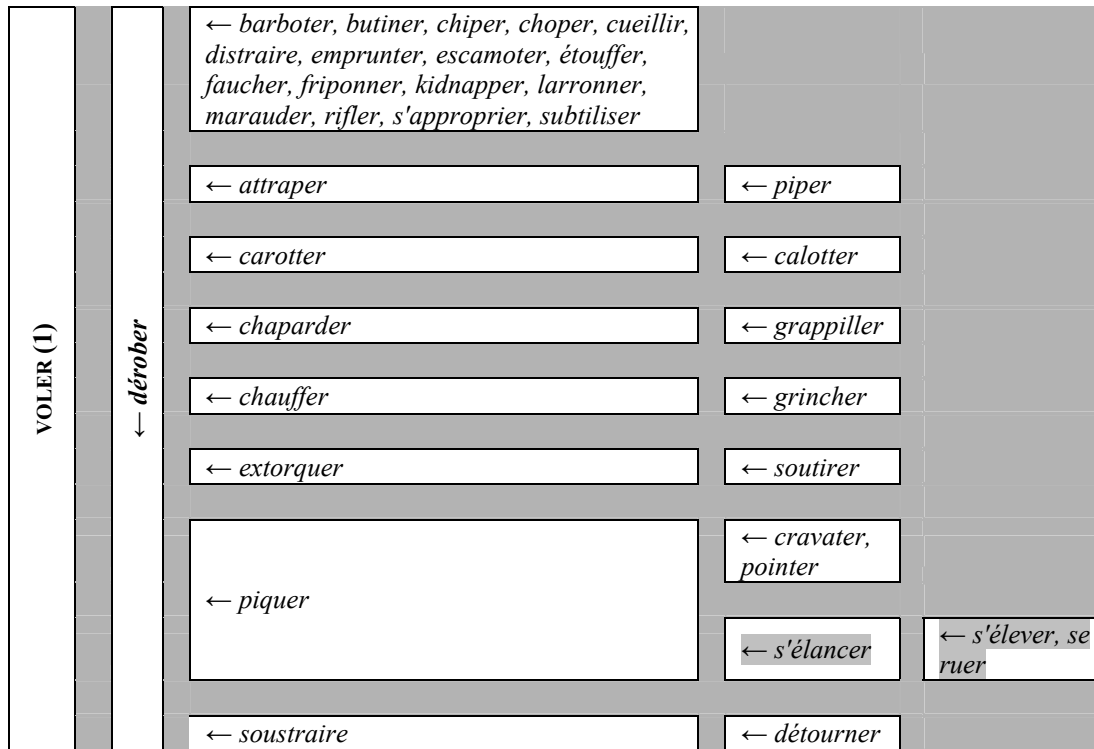 ← barboter, butiner, chiper, choper, cueillir,
distraire, emprunter, escamoter, étouffer,
faucher, friponner, kidnapper, larronner,
marauder, rifler, s'approprier, subtiliser
← attraper
← piper
← carotter
← calotter
VOLER (1)
← dérober
← chaparder
← grappiller
← chauffer
← grincher
← extorquer
← soutirer
← piquer
← cravater,
pointer
← s'élancer
← s'élever, se
ruer
← soustraire
← détourner